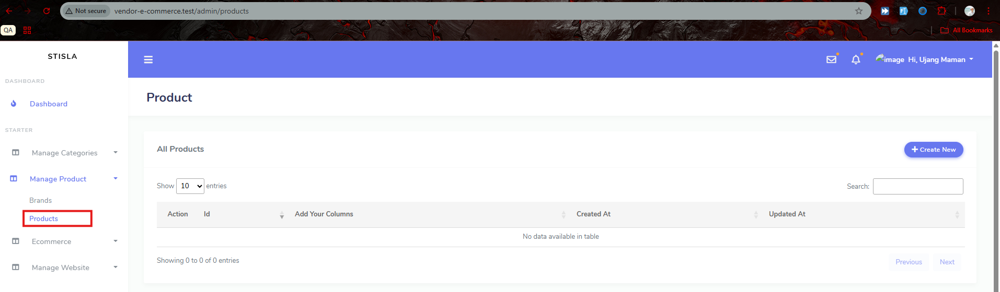 Not secure vendor-e-commerce.test/admin/products
QA
All Bookmarks
STISLA
image Hi, Ujang Maman
DASHBOARD
Dashboard
STARTER
Manage Categories
Manage Product
Brands
Products
Ecommerce
Manage Website
Product
All Products
Create New
Show 10 entries
Search:
Action Id Add Your Columns Created At Updated At
No data available in table
Showing 0 to 0 of 0 entries
Previous Next